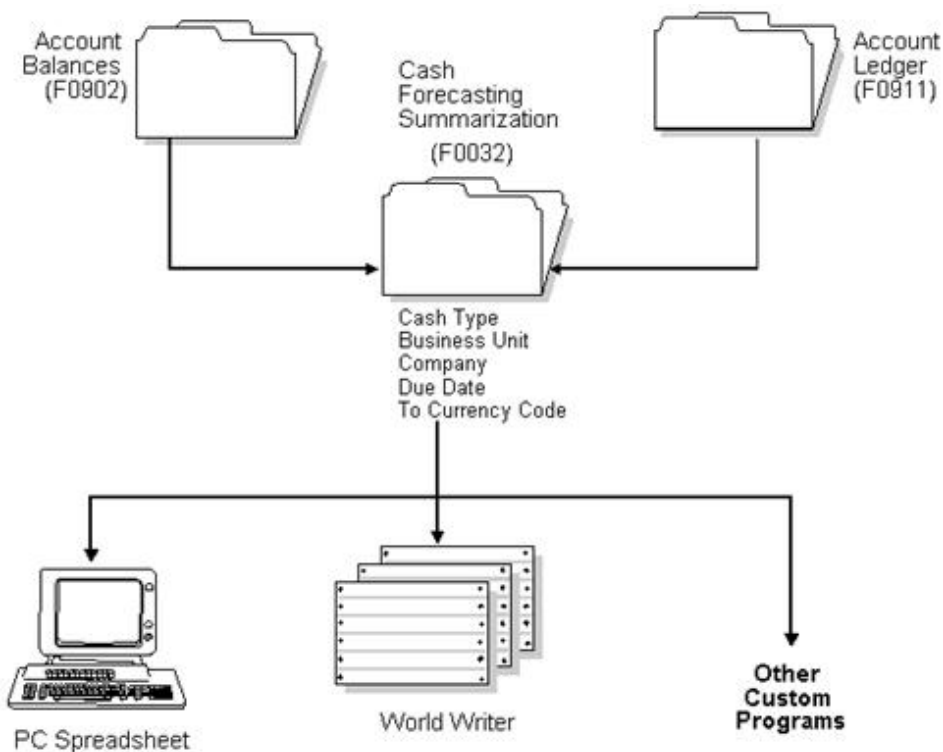 Account
Balances
(F0902)
Cash
Forecasting
Summarization
(F0032)
Account
Ledger
(F0911)
Cash Type
Business Unit
Company
Due Date
To Currency Code
PC Spreadsheet
World Writer
Other
Custom
Programs